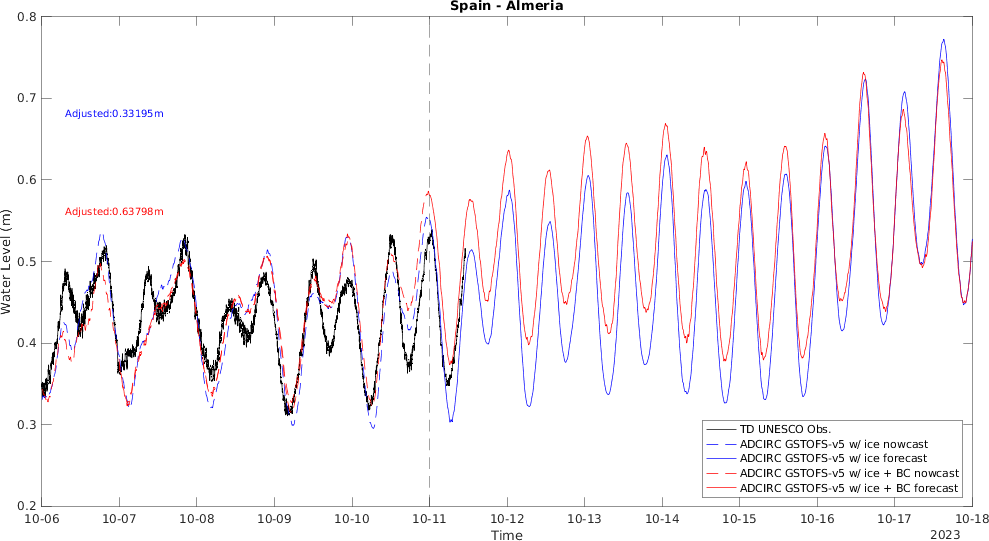 Spain - Almeria
0.8
0.7
0.6
0.5
0.4
0.3
0.2
Water Level (m)
Adjusted:0.33195m
Adjusted:0.63798m
TD UNESCO Obs.
ADCIRC GSTOFS-v5 w/ ice nowcast
ADCIRC GSTOFS-v5 w/ ice forecast
ADCIRC GSTOFS-v5 w/ ice + BC nowcast
ADCIRC GSTOFS-v5 w/ ice + BC forecast
10-06 10-07 10-08 10-09 10-10 10-11 10-12 10-13 10-14 10-15 10-16 10-17 10-18
Time
2023